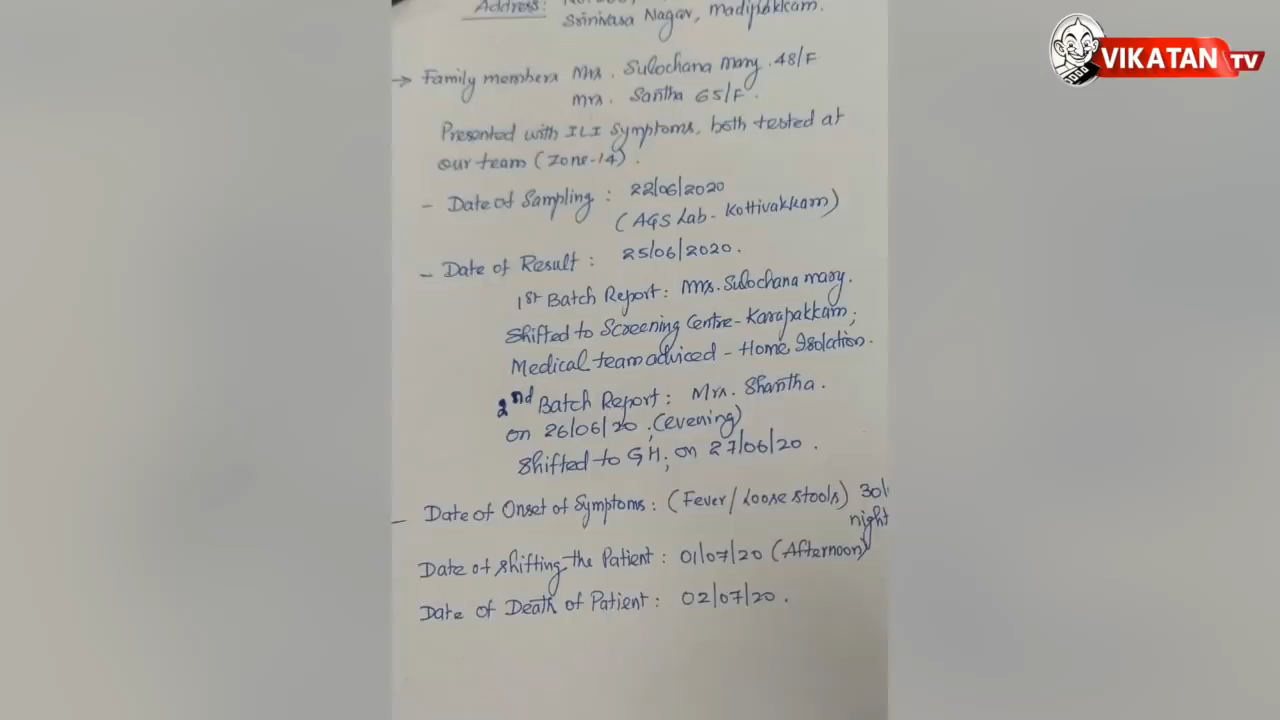 Address:
Srinivasa Nagar, Madipakkam.
VIKATAN TV
→ Family members Mrs. Sulochana Mary. 48/F
Mrs. Santha 65/F.
Presented with ILI Symptoms, both tested at
our team (Zone-14).
- Date of Sampling : 22/06/2020
(AGS Lab - Kottivakkam)
- Date of Result : 25/06/2020.
1st Batch Report : Mrs. Sulochana Mary.
Shifted to Screening Centre - Karapakkam;
Medical team adviced - Home Isolation.
2nd Batch Report : Mrs. Shantha.
on 26/06/20, (evening)
Shifted to GH, on 27/06/20.
- Date of Onset of Symptoms : (Fever/Loose stools) 30/
night
Date of shifting the Patient : 01/07/20 (Afternoon)
Date of Death of Patient : 02/07/20.